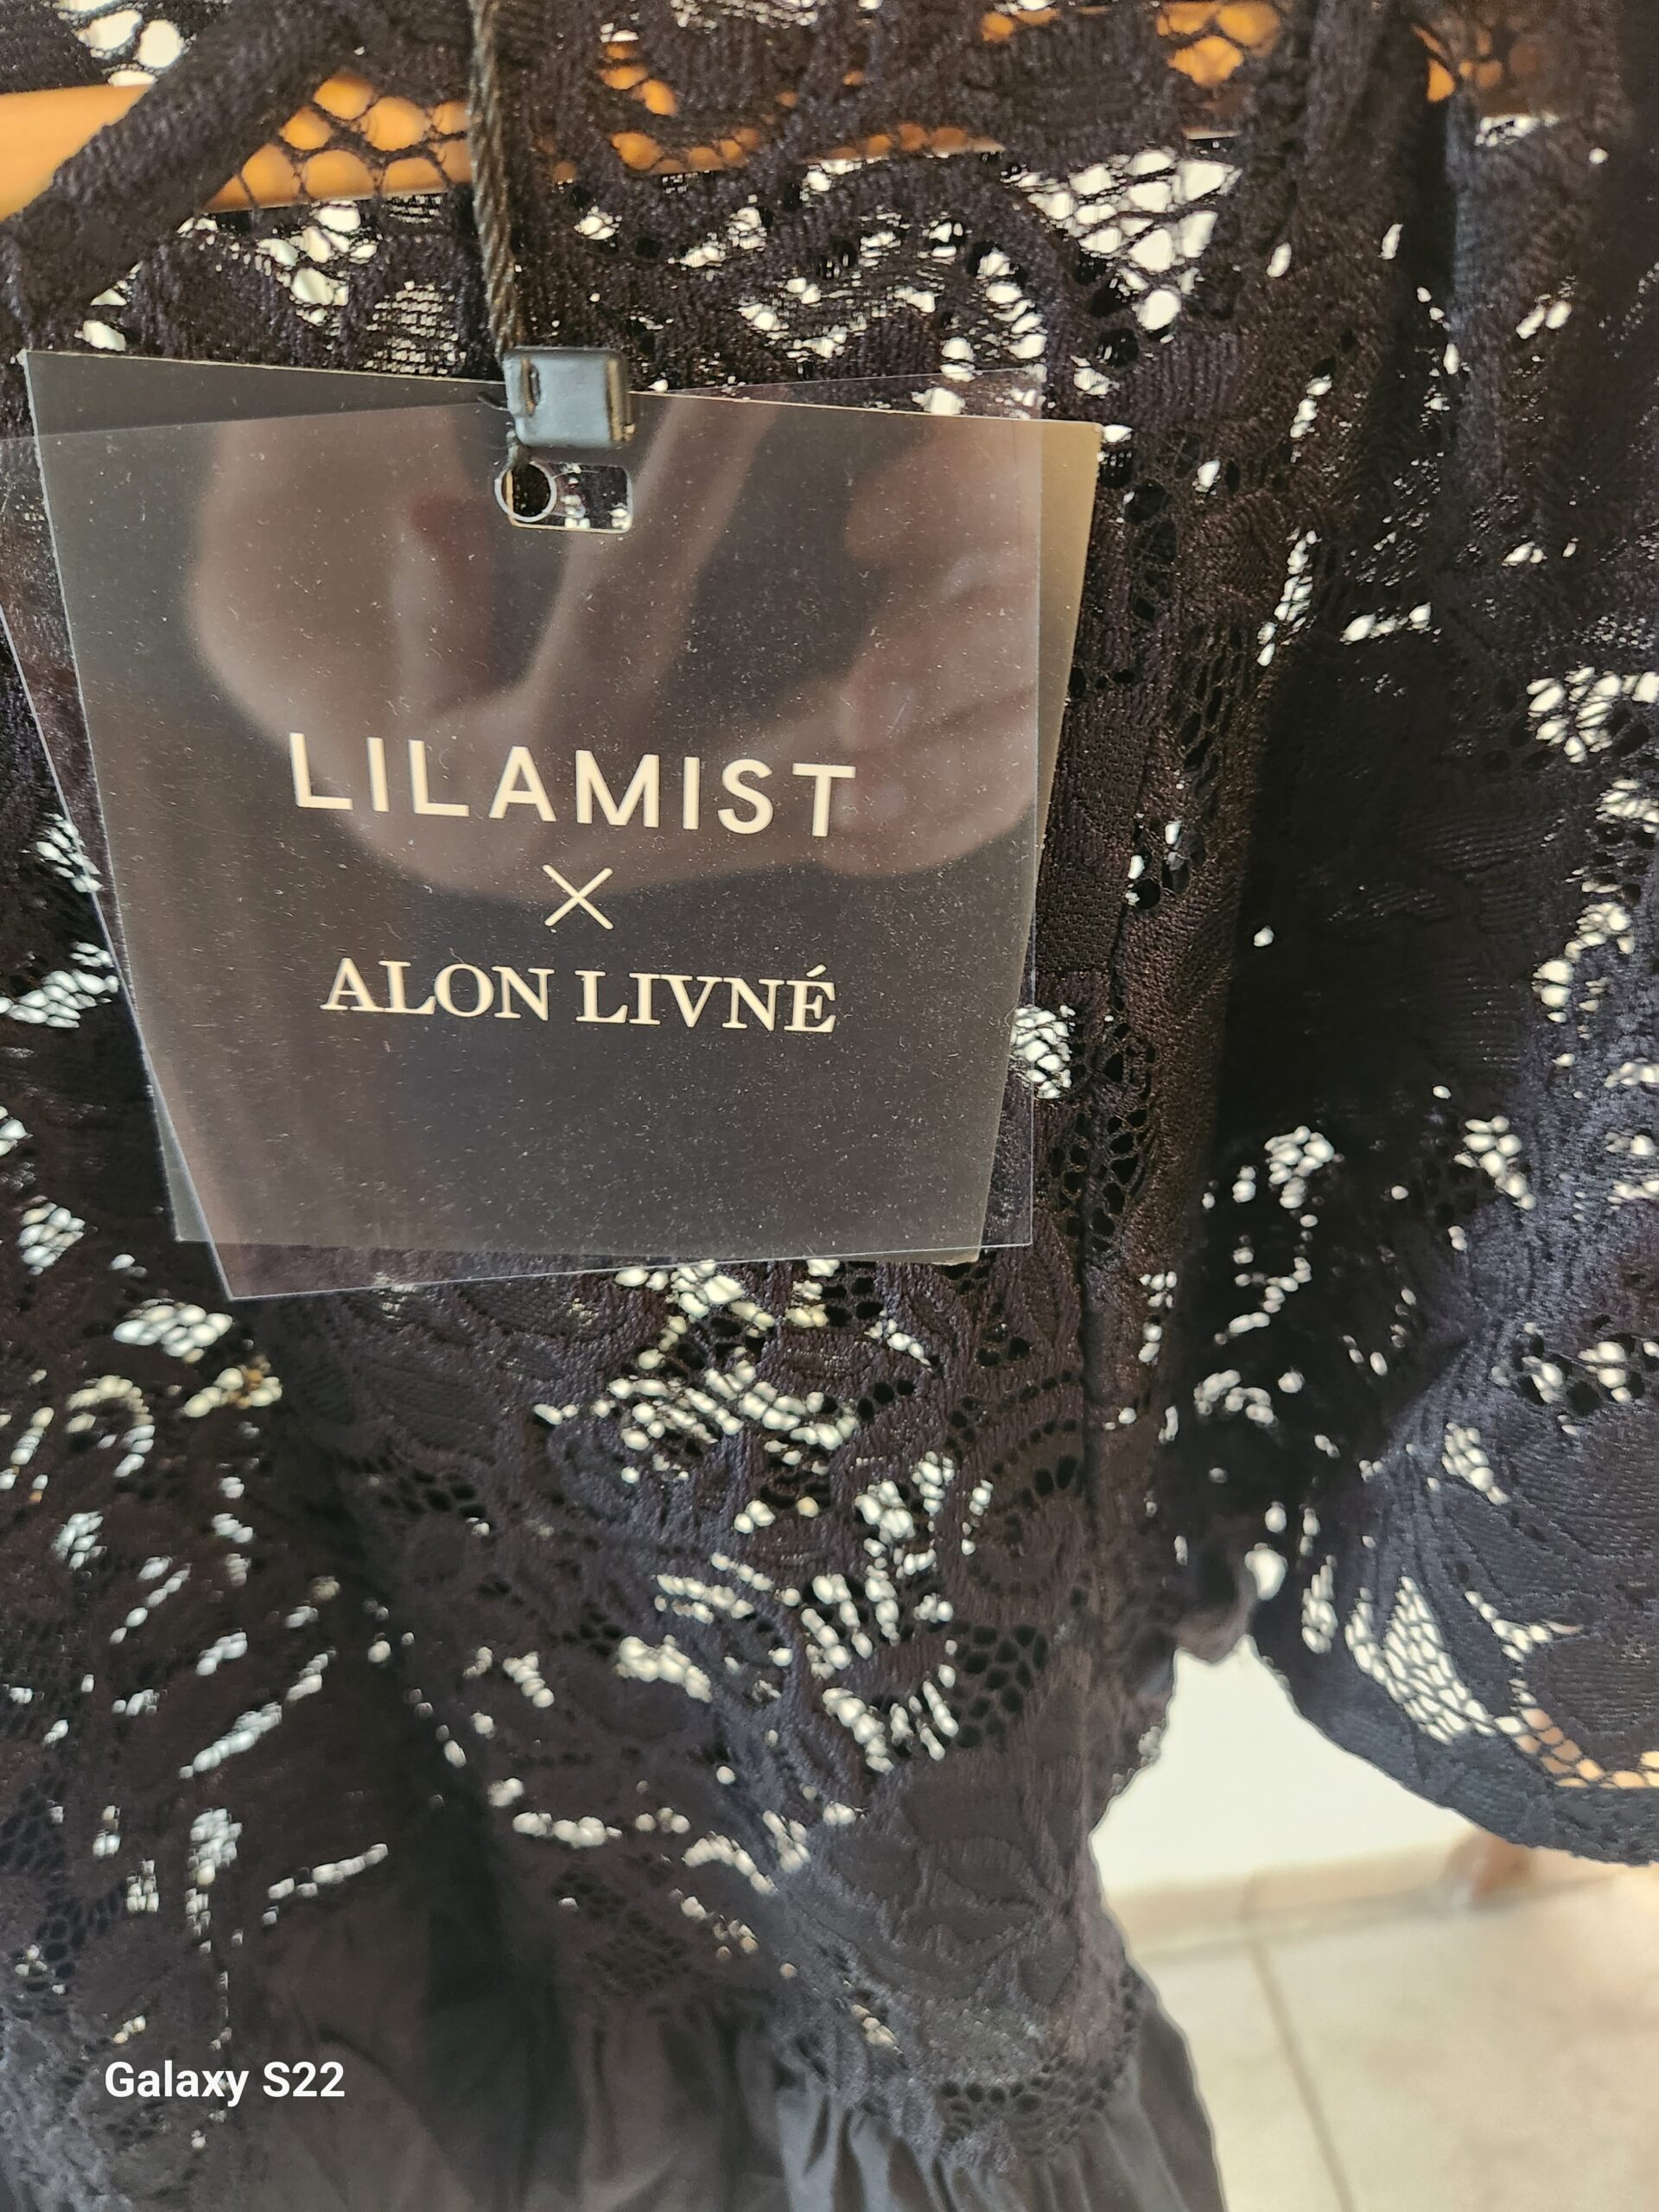 LILAMIST
×
ALON LIVNÉ
Galaxy S22